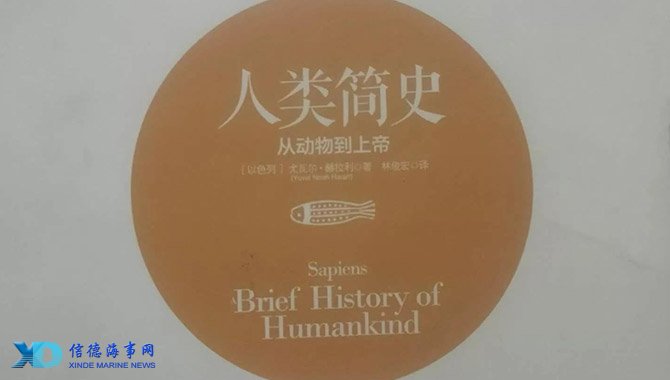 人类简史
从动物到上帝
[以色列] 尤瓦尔·赫拉利◎著 林俊宏◎译
(Yuval Noah Harari)
Sapiens
A Brief History of
Humankind
XD 信德海事网
XINDE MARINE NEWS